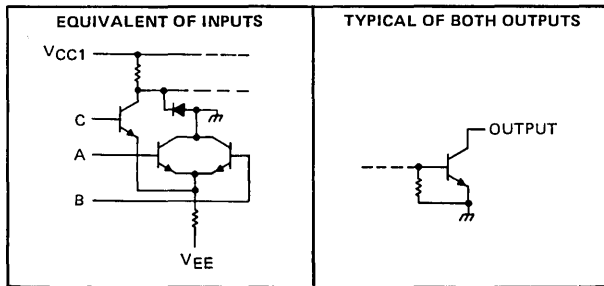 EQUIVALENT OF INPUTS
TYPICAL OF BOTH OUTPUTS
VCC1
C
A
B
VEE
OUTPUT